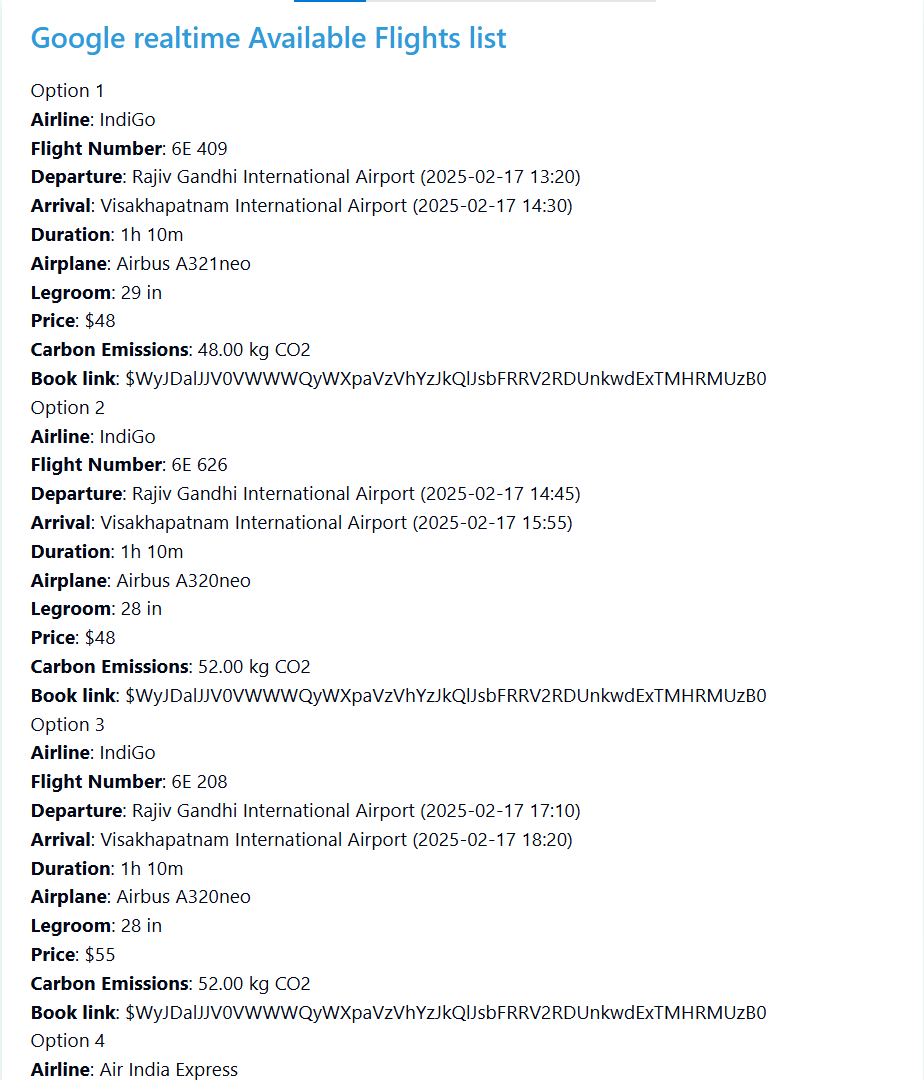 Google realtime Available Flights list
Option 1
Airline: IndiGo
Flight Number: 6E 409
Departure: Rajiv Gandhi International Airport (2025-02-17 13:20)
Arrival: Visakhapatnam International Airport (2025-02-17 14:30)
Duration: 1h 10m
Airplane: Airbus A321neo
Legroom: 29 in
Price: $48
Carbon Emissions: 48.00 kg CO2
Book link: $WyJDalJJV0VWWWQyWXpaVzVhYzJkQlJsbFRRV2RDUnkwdExTMHRMUzB0
Option 2
Airline: IndiGo
Flight Number: 6E 626
Departure: Rajiv Gandhi International Airport (2025-02-17 14:45)
Arrival: Visakhapatnam International Airport (2025-02-17 15:55)
Duration: 1h 10m
Airplane: Airbus A320neo
Legroom: 28 in
Price: $48
Carbon Emissions: 52.00 kg CO2
Book link: $WyJDalJJV0VWWWQyWXpaVzVhYzJkQlJsbFRRV2RDUnkwdExTMHRMUzB0
Option 3
Airline: IndiGo
Flight Number: 6E 208
Departure: Rajiv Gandhi International Airport (2025-02-17 17:10)
Arrival: Visakhapatnam International Airport (2025-02-17 18:20)
Duration: 1h 10m
Airplane: Airbus A320neo
Legroom: 28 in
Price: $55
Carbon Emissions: 52.00 kg CO2
Book link: $WyJDalJJV0VWWWQyWXpaVzVhYzJkQlJsbFRRV2RDUnkwdExTMHRMUzB0
Option 4
Airline: Air India Express